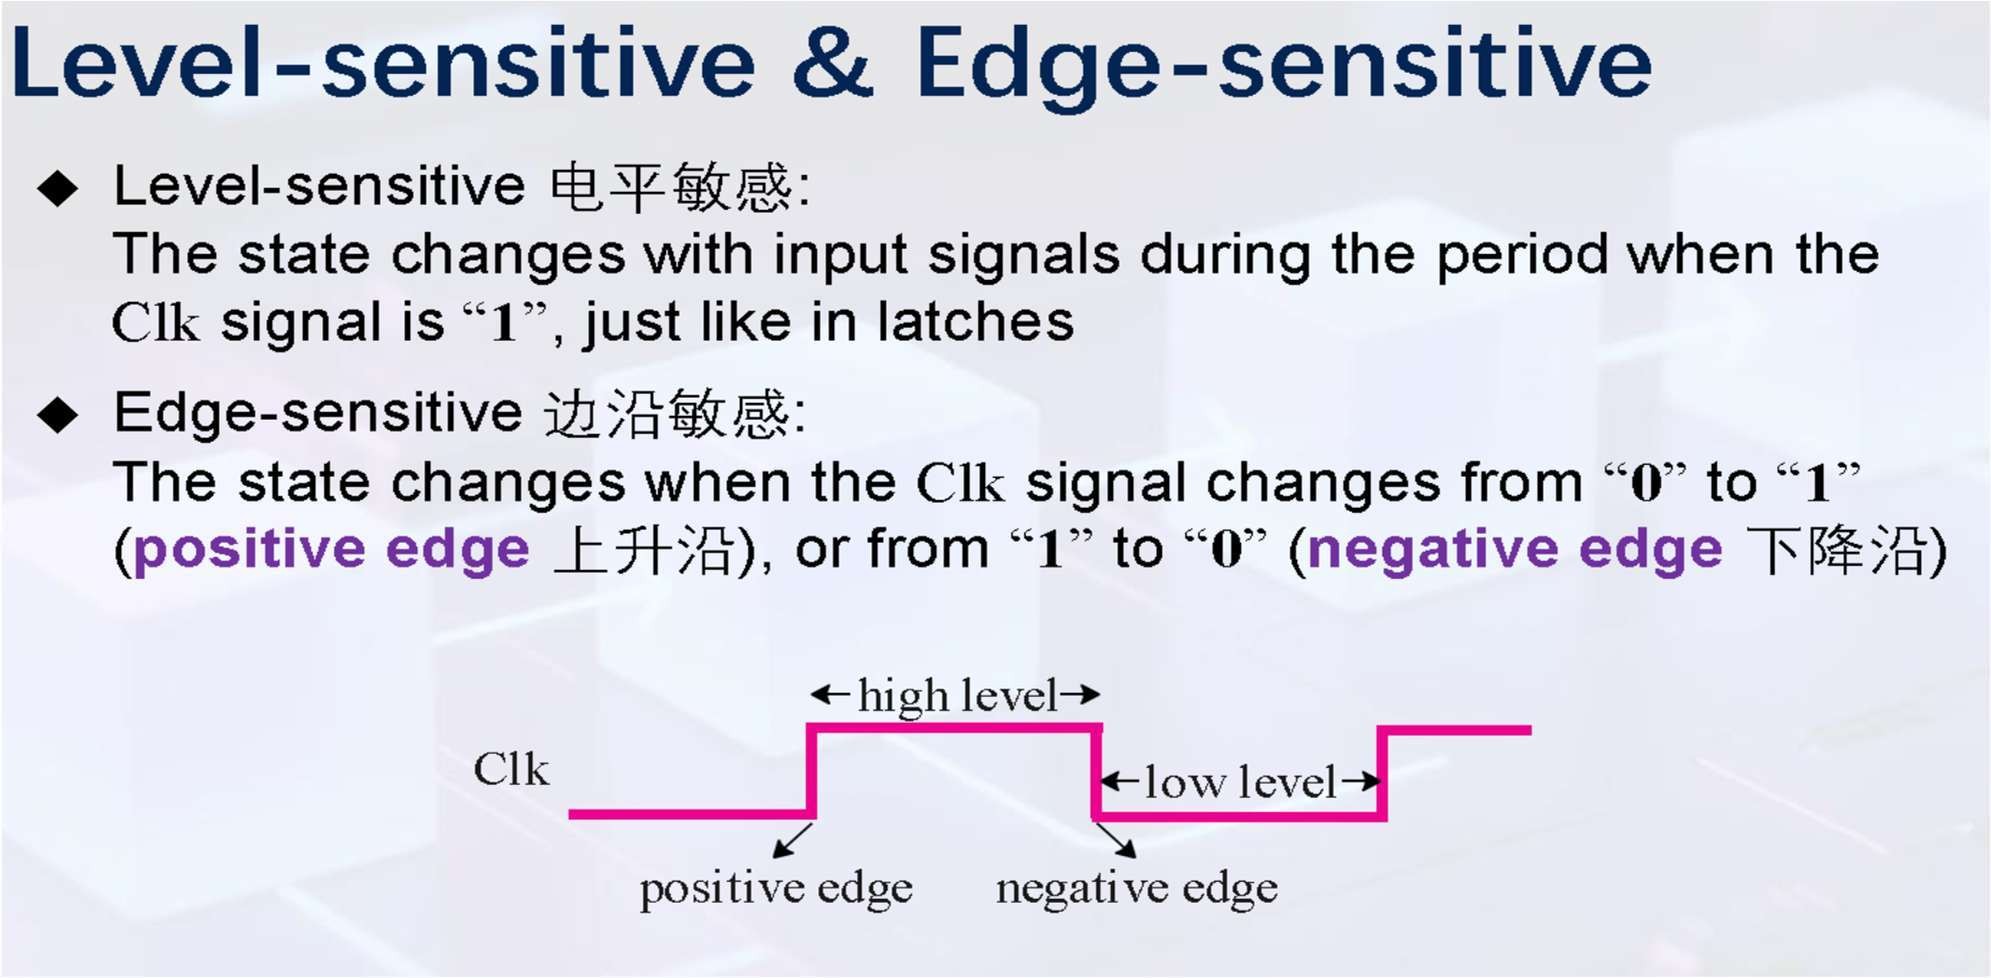 Level-sensitive & Edge-sensitive
◆ Level-sensitive 电平敏感:
The state changes with input signals during the period when the
Clk signal is “1”, just like in latches
◆ Edge-sensitive 边沿敏感:
The state changes when the Clk signal changes from “0” to “1”
(positive edge 上升沿), or from “1” to “0” (negative edge 下降沿)
high level
Clk
low level
positive edge
negative edge